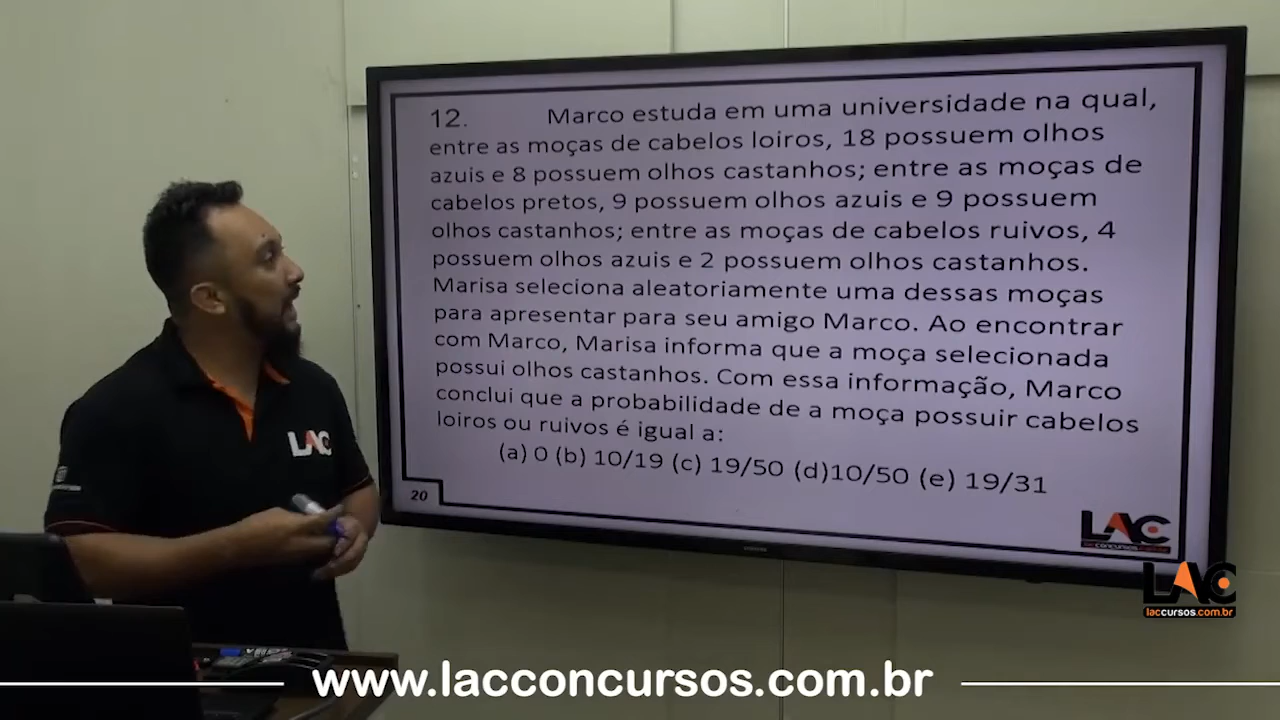 12. Marco estuda em uma universidade na qual,
entre as moças de cabelos loiros, 18 possuem olhos
azuis e 8 possuem olhos castanhos; entre as moças de
cabelos pretos, 9 possuem olhos azuis e 9 possuem
olhos castanhos; entre as moças de cabelos ruivos, 4
possuem olhos azuis e 2 possuem olhos castanhos.
Marisa seleciona aleatoriamente uma dessas moças
para apresentar para seu amigo Marco. Ao encontrar
com Marco, Marisa informa que a moça selecionada
possui olhos castanhos. Com essa informação, Marco
conclui que a probabilidade de a moça possuir cabelos
loiros ou ruivos é igual a:
(a) 0 (b) 10/19 (c) 19/50 (d)10/50 (e) 19/31
20
LAC
LAC
LAC
laccursos.com.br
www.lacconcursos.com.br